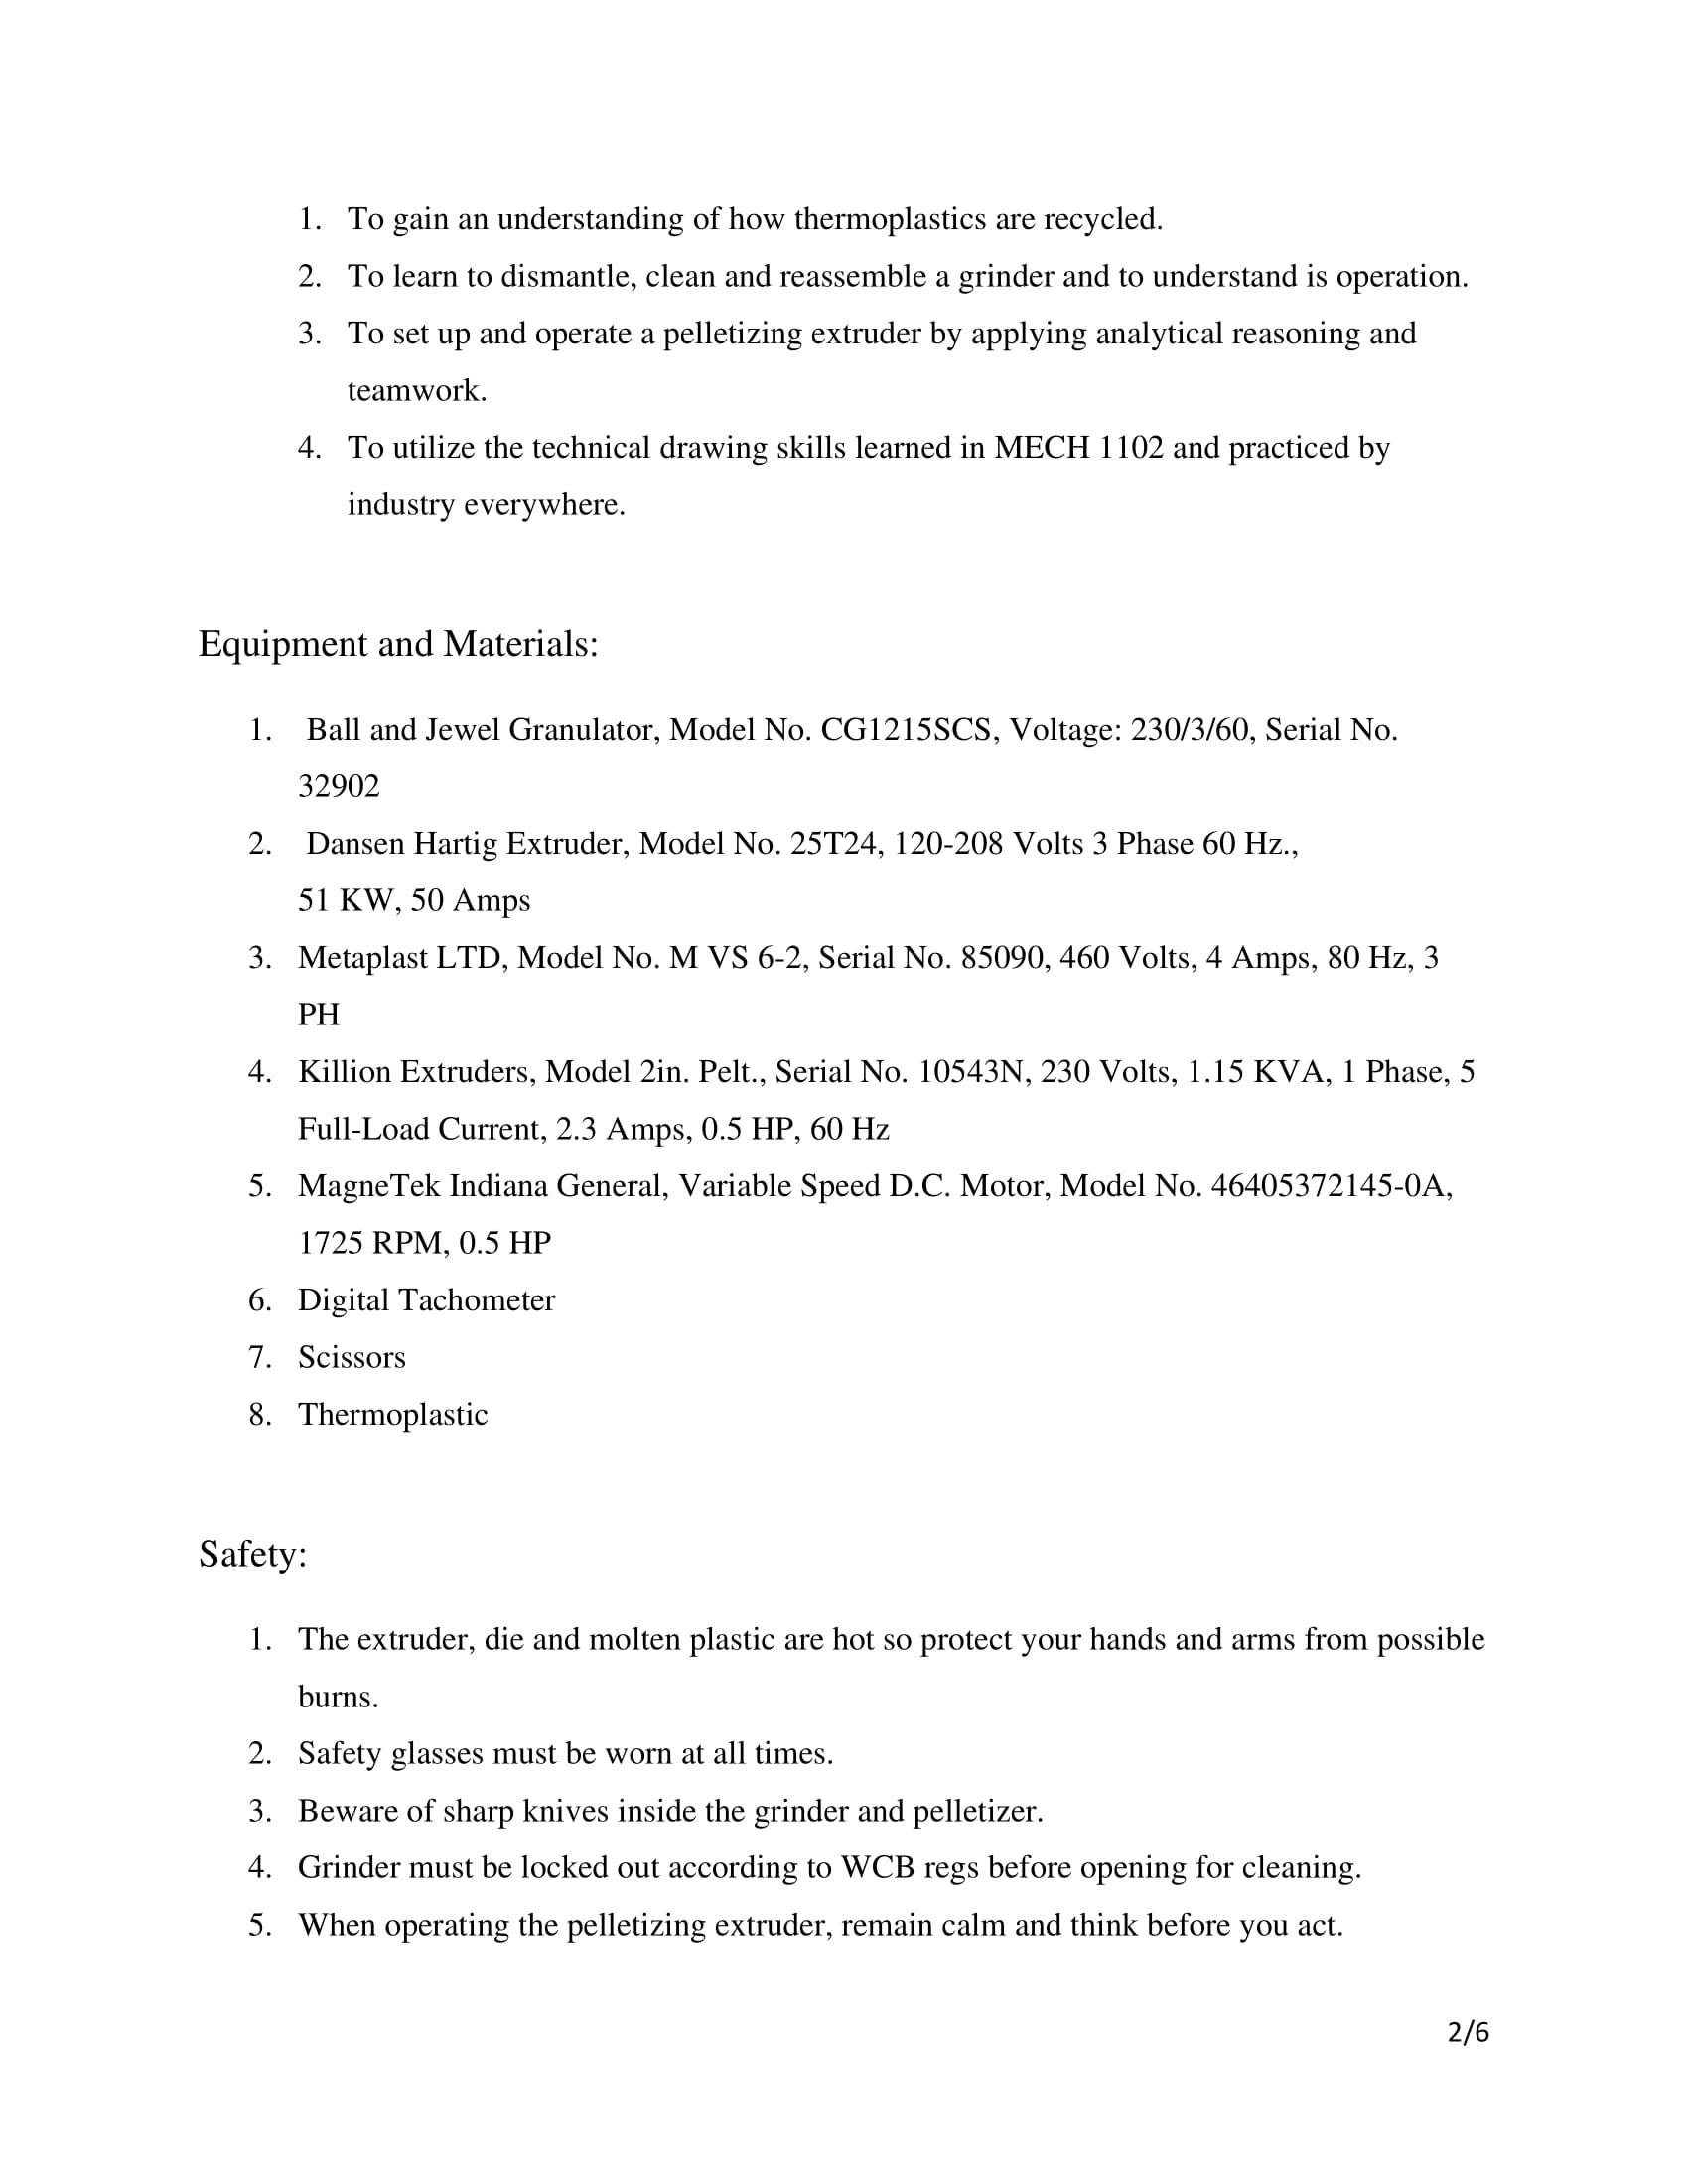 1. To gain an understanding of how thermoplastics are recycled.
2. To learn to dismantle, clean and reassemble a grinder and to understand is operation.
3. To set up and operate a pelletizing extruder by applying analytical reasoning and
teamwork.
4. To utilize the technical drawing skills learned in MECH 1102 and practiced by
industry everywhere.
Equipment and Materials:
1. Ball and Jewel Granulator, Model No. CG1215SCS, Voltage: 230/3/60, Serial No.
32902
2. Dansen Hartig Extruder, Model No. 25T24, 120-208 Volts 3 Phase 60 Hz.,
51 KW, 50 Amps
3. Metaplast LTD, Model No. M VS 6-2, Serial No. 85090, 460 Volts, 4 Amps, 80 Hz, 3
PH
4. Killion Extruders, Model 2in. Pelt., Serial No. 10543N, 230 Volts, 1.15 KVA, 1 Phase, 5
Full-Load Current, 2.3 Amps, 0.5 HP, 60 Hz
5. MagneTek Indiana General, Variable Speed D.C. Motor, Model No. 46405372145-0A,
1725 RPM, 0.5 HP
6. Digital Tachometer
7. Scissors
8. Thermoplastic
Safety:
1. The extruder, die and molten plastic are hot so protect your hands and arms from possible
burns.
2. Safety glasses must be worn at all times.
3. Beware of sharp knives inside the grinder and pelletizer.
4. Grinder must be locked out according to WCB regs before opening for cleaning.
5. When operating the pelletizing extruder, remain calm and think before you act.
2/6